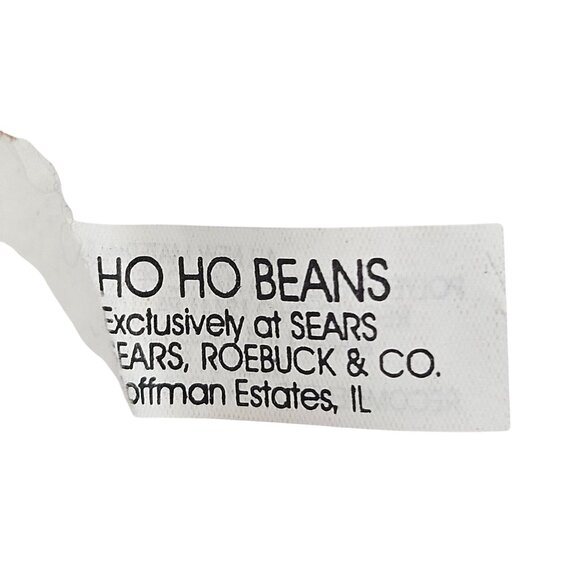 HO HO BEANS
Exclusively at SEARS
EARS, ROEBUCK & CO.
offman Estates, IL